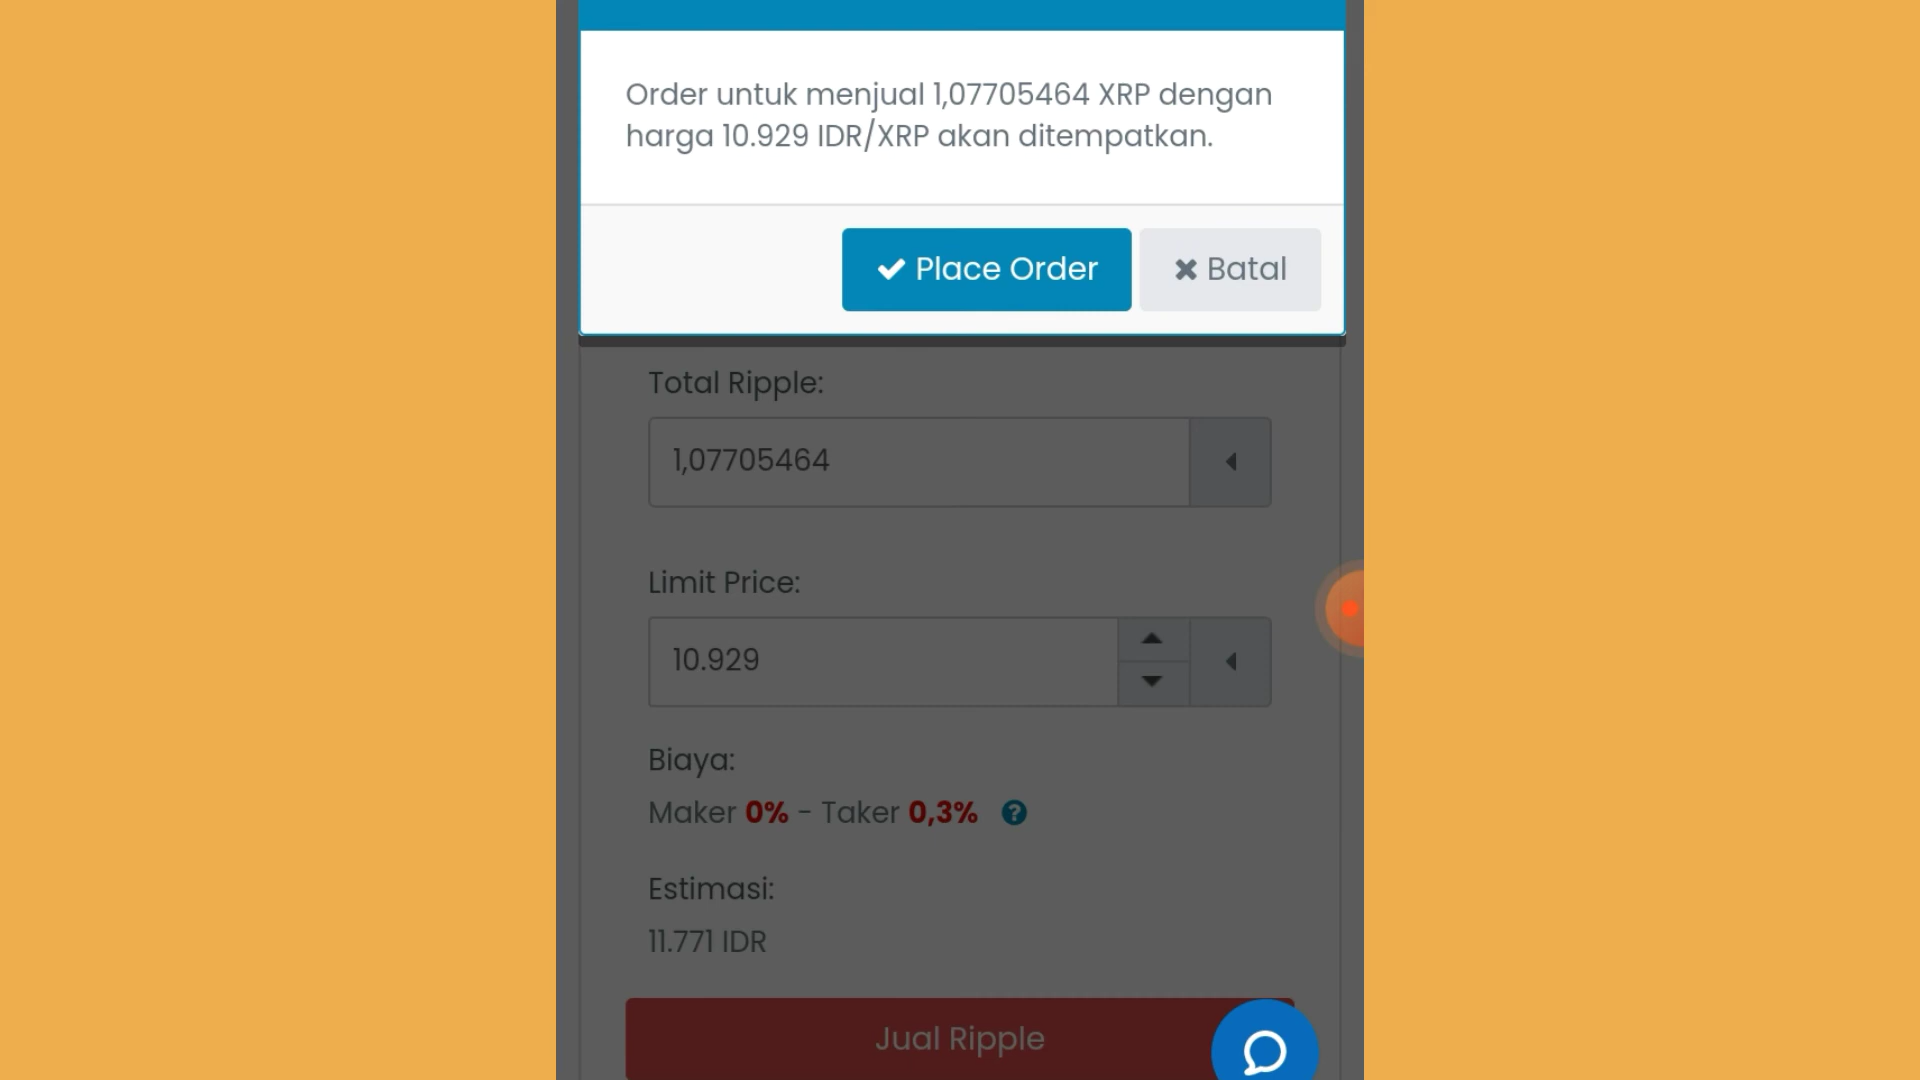 Order untuk menjual 1,07705464 XRP dengan
harga 10.929 IDR/XRP akan ditempatkan.
Place Order
Batal
Total Ripple:
1,07705464
Limit Price:
10.929
Biaya:
Maker 0% - Taker 0,3% ?
Estimasi:
11.771 IDR
Jual Ripple